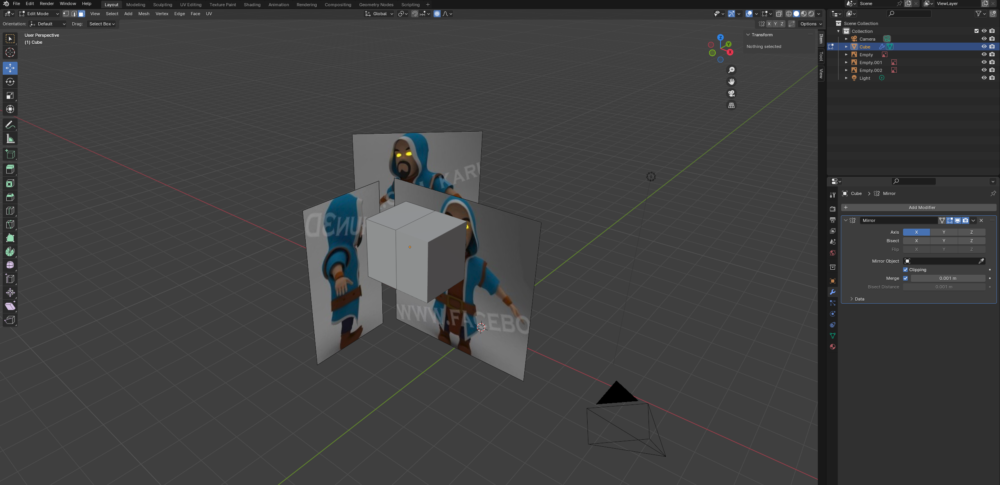 File Edit Render Window Help Layout Modeling Sculpting UV Editing Texture Paint Shading Animation Rendering Compositing Geometry Nodes Scripting + Scene ViewLayer
Edit Mode View Select Add Mesh Vertex Edge Face UV Global
Orientation: Default Drag: Select Box X Y Z Options
User Perspective
(1) Cube
Z
Y
X
Transform
Nothing selected
Item
Tool
View
Scene Collection
Collection
Camera
Cube
Empty
Empty.001
Empty.002
Light
KARU
WWW.FACEBO
Cube > Mirror
+ Add Modifier
Mirror
Axis X Y Z
Bisect X Y Z
Flip X Y Z
Mirror Object
Clipping
Merge 0.001 m
Bisect Distance 0.001 m
Data